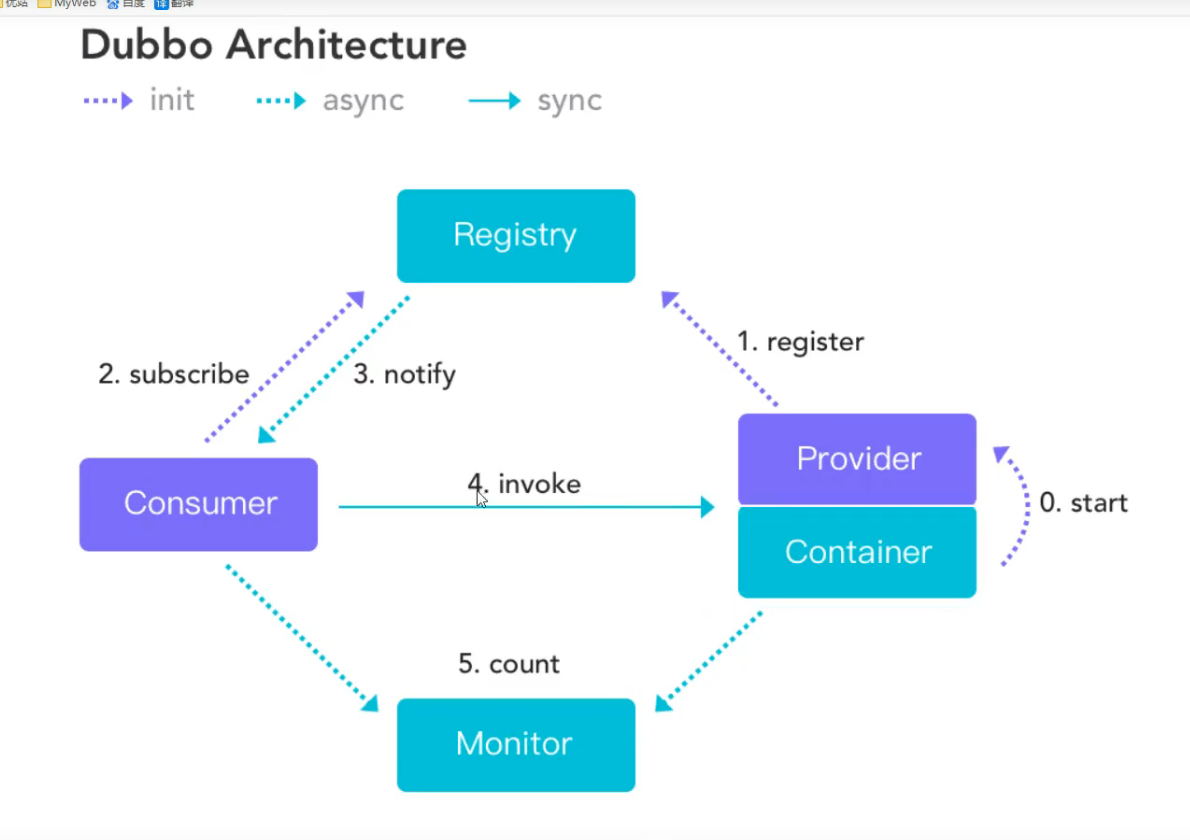 优站 MyWeb 百度 译 翻译
Dubbo Architecture
init async sync
Registry
1. register
2. subscribe 3. notify
Provider
4. invoke
Consumer
0. start
Container
5. count
Monitor